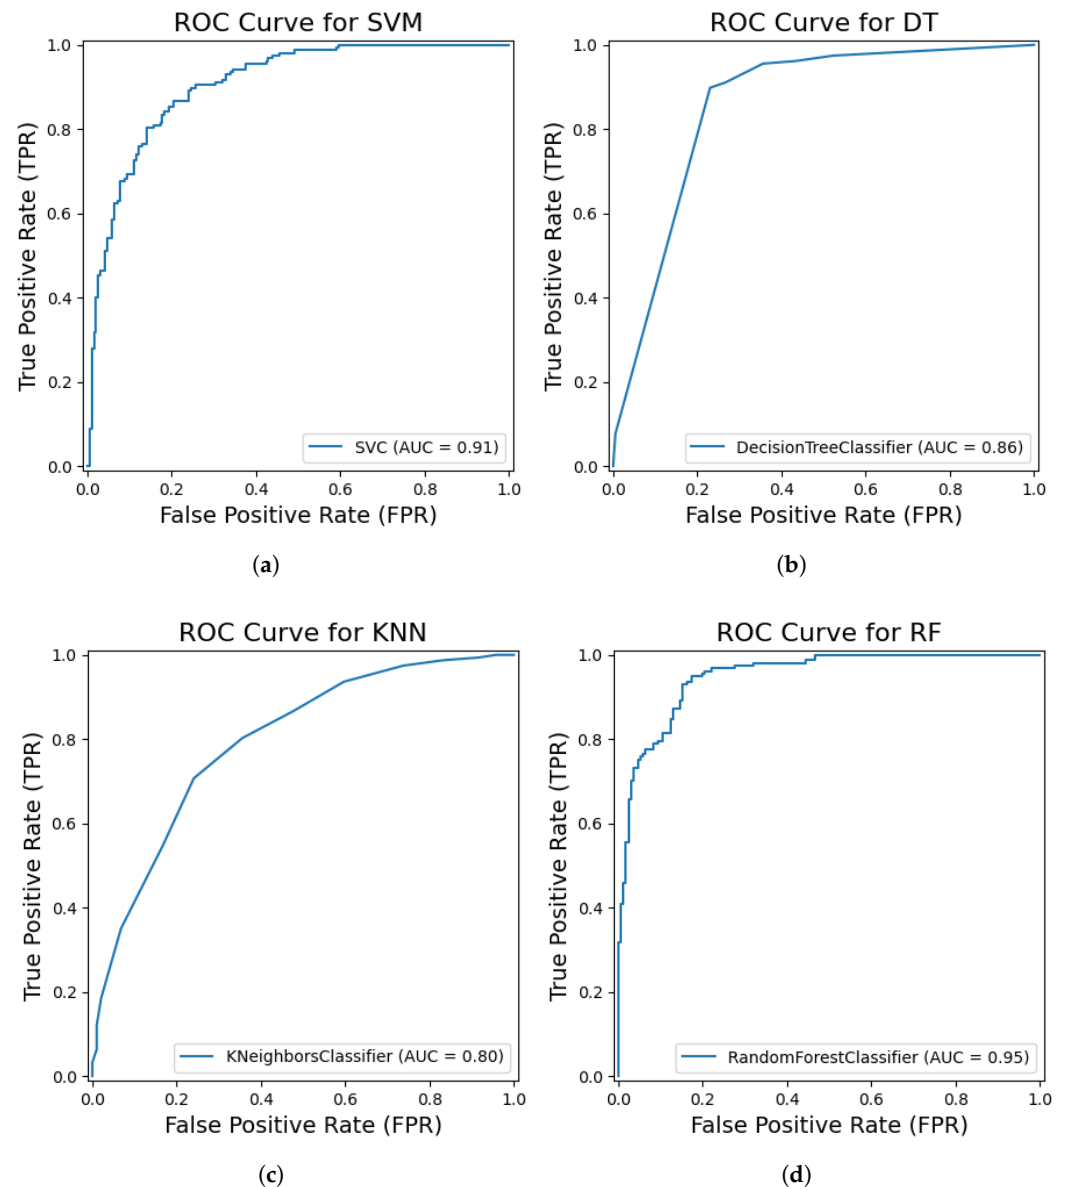 ROC Curve for SVM
1.0
0.8
0.6
0.4
0.2
0.0
True Positive Rate (TPR)
SVC (AUC = 0.91)
0.0 0.2 0.4 0.6 0.8 1.0
False Positive Rate (FPR)
(a)
ROC Curve for DT
1.0
0.8
0.6
0.4
0.2
0.0
True Positive Rate (TPR)
DecisionTreeClassifier (AUC = 0.86)
0.0 0.2 0.4 0.6 0.8 1.0
False Positive Rate (FPR)
(b)
ROC Curve for KNN
1.0
0.8
0.6
0.4
0.2
0.0
True Positive Rate (TPR)
KNeighborsClassifier (AUC = 0.80)
0.0 0.2 0.4 0.6 0.8 1.0
False Positive Rate (FPR)
(c)
ROC Curve for RF
1.0
0.8
0.6
0.4
0.2
0.0
True Positive Rate (TPR)
RandomForestClassifier (AUC = 0.95)
0.0 0.2 0.4 0.6 0.8 1.0
False Positive Rate (FPR)
(d)